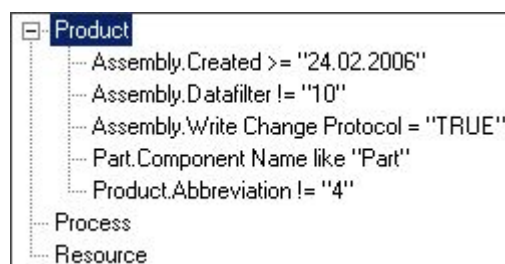 Product
Assembly.Created >= "24.02.2006"
Assembly.Datafilter != "10"
Assembly.Write Change Protocol = "TRUE"
Part.Component Name like "Part"
Product.Abbreviation != "4"
Process
Resource